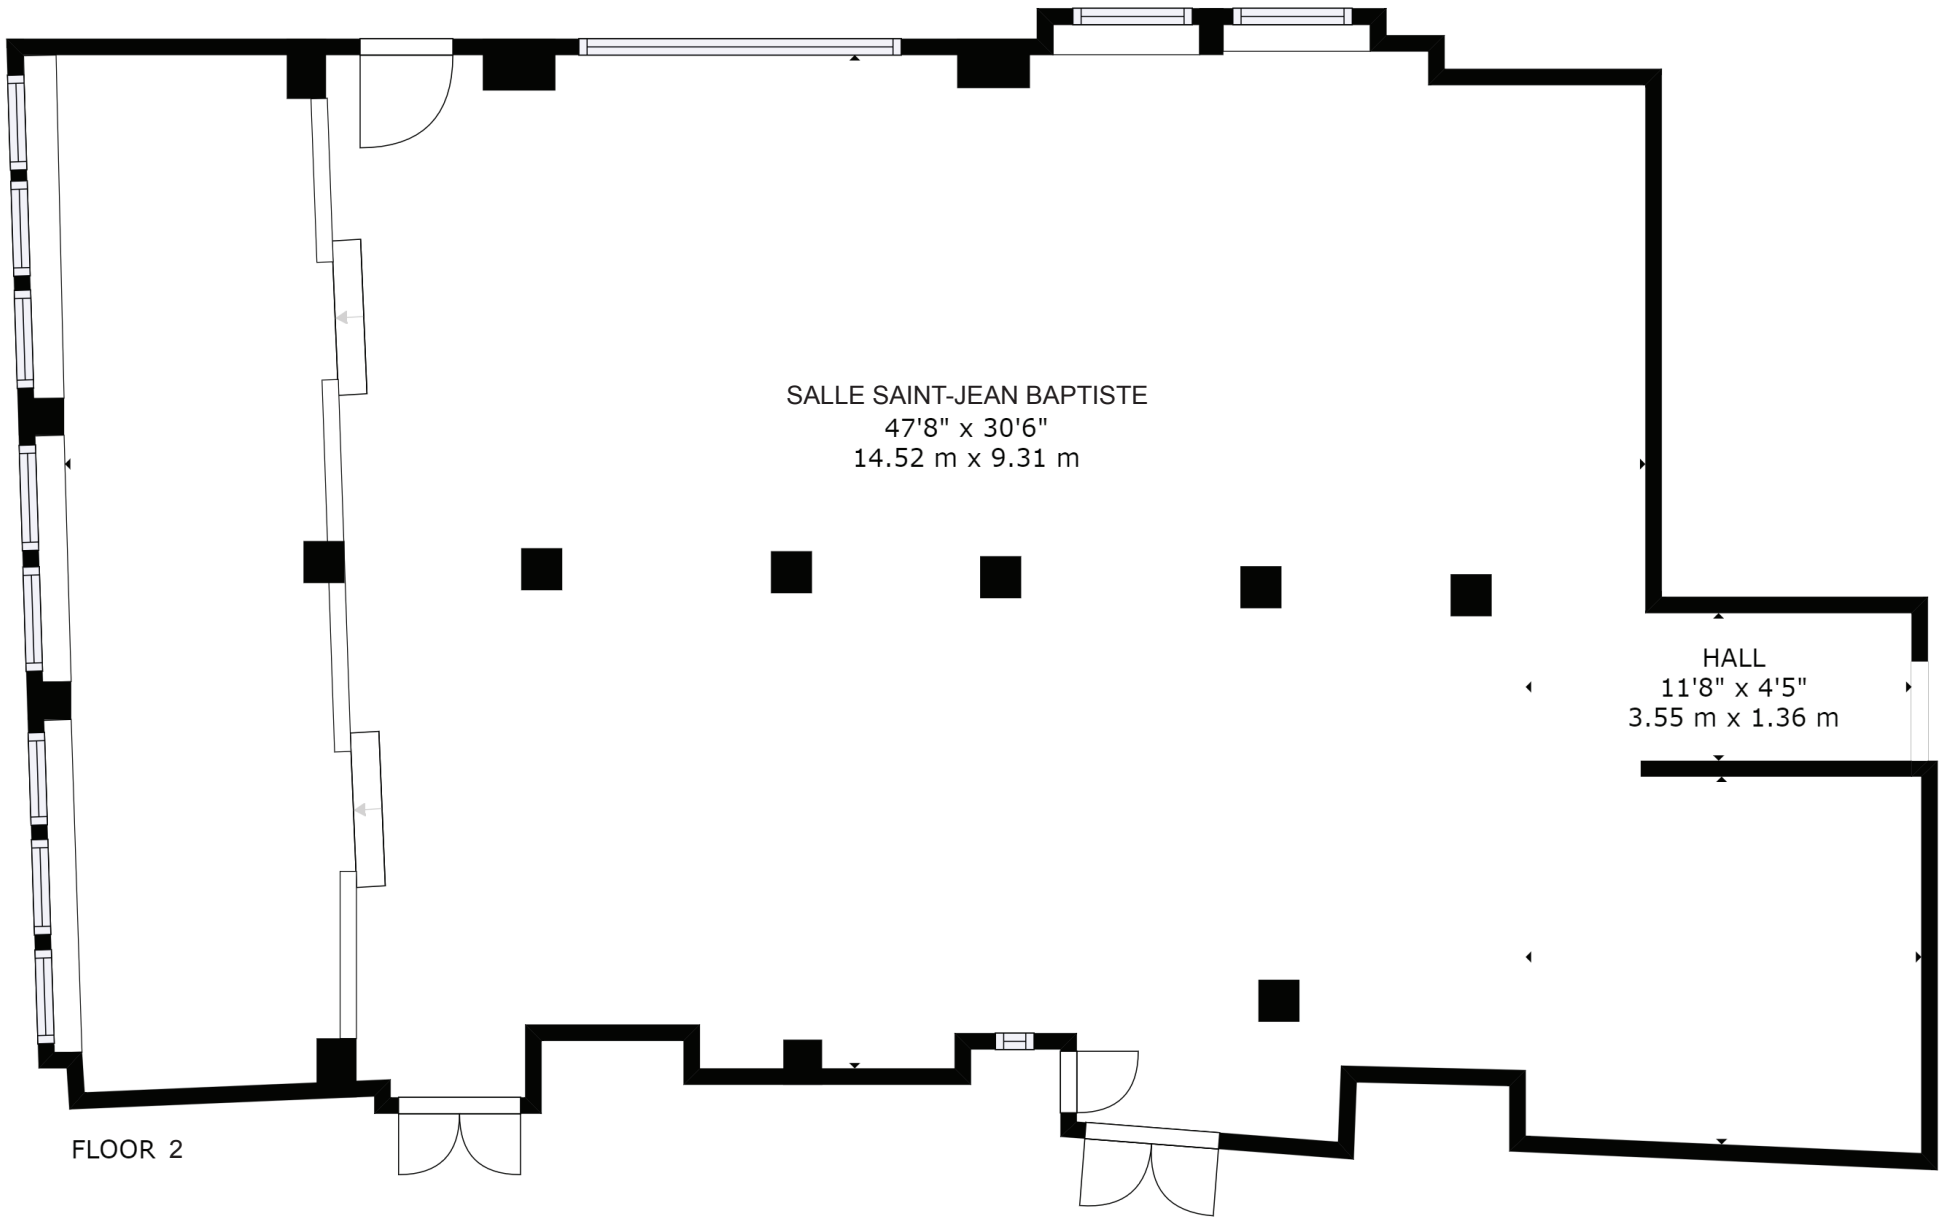 SALLE SAINT-JEAN BAPTISTE
47'8" x 30'6"
14.52 m x 9.31 m
HALL
11'8" x 4'5"
3.55 m x 1.36 m
FLOOR 2